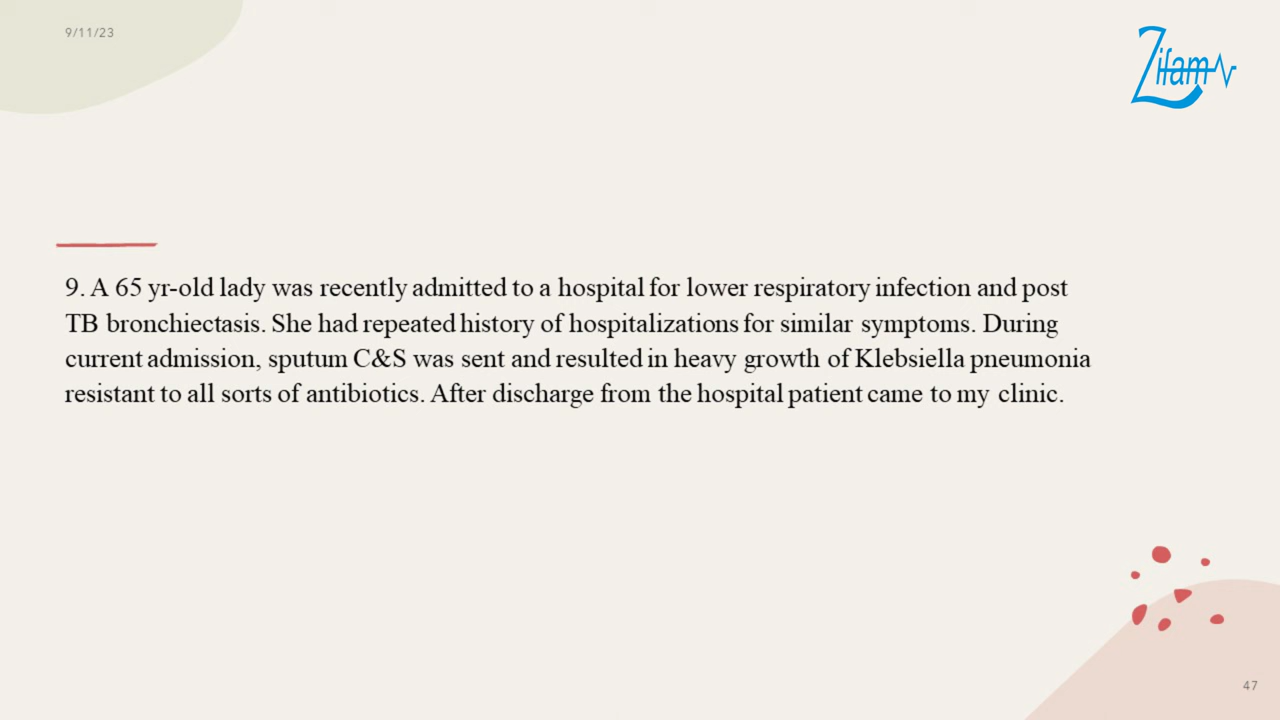 9/11/23
Zifam
9. A 65 yr-old lady was recently admitted to a hospital for lower respiratory infection and post
TB bronchiectasis. She had repeated history of hospitalizations for similar symptoms. During
current admission, sputum C&S was sent and resulted in heavy growth of Klebsiella pneumonia
resistant to all sorts of antibiotics. After discharge from the hospital patient came to my clinic.
47